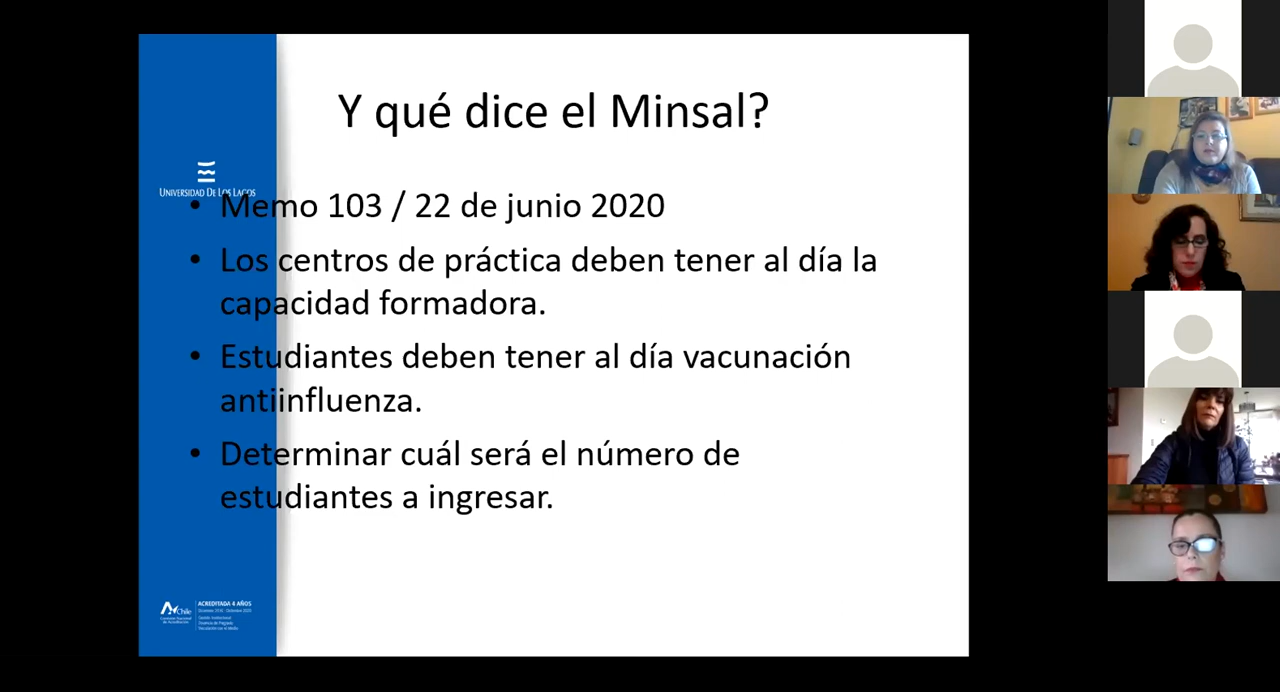 Y qué dice el Minsal?
UNIVERSIDAD DE LOS LAGOS
• Memo 103 / 22 de junio 2020
• Los centros de práctica deben tener al día la
capacidad formadora.
• Estudiantes deben tener al día vacunación
antiinfluenza.
• Determinar cuál será el número de
estudiantes a ingresar.
Chile
ACREDITADA 4 AÑOS